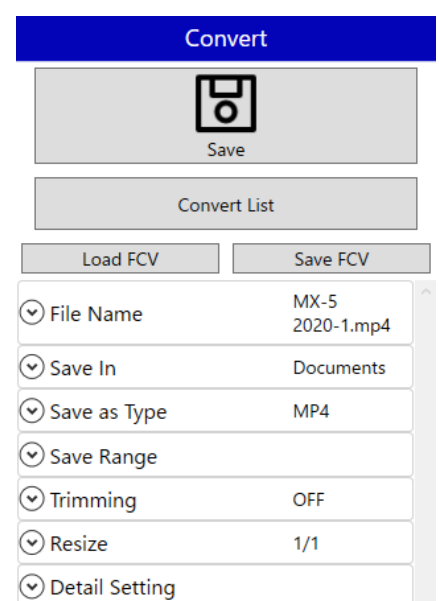 Convert
Save
Convert List
Load FCV
Save FCV
File Name
MX-5
2020-1.mp4
Save In
Documents
Save as Type
MP4
Save Range
Trimming
OFF
Resize
1/1
Detail Setting